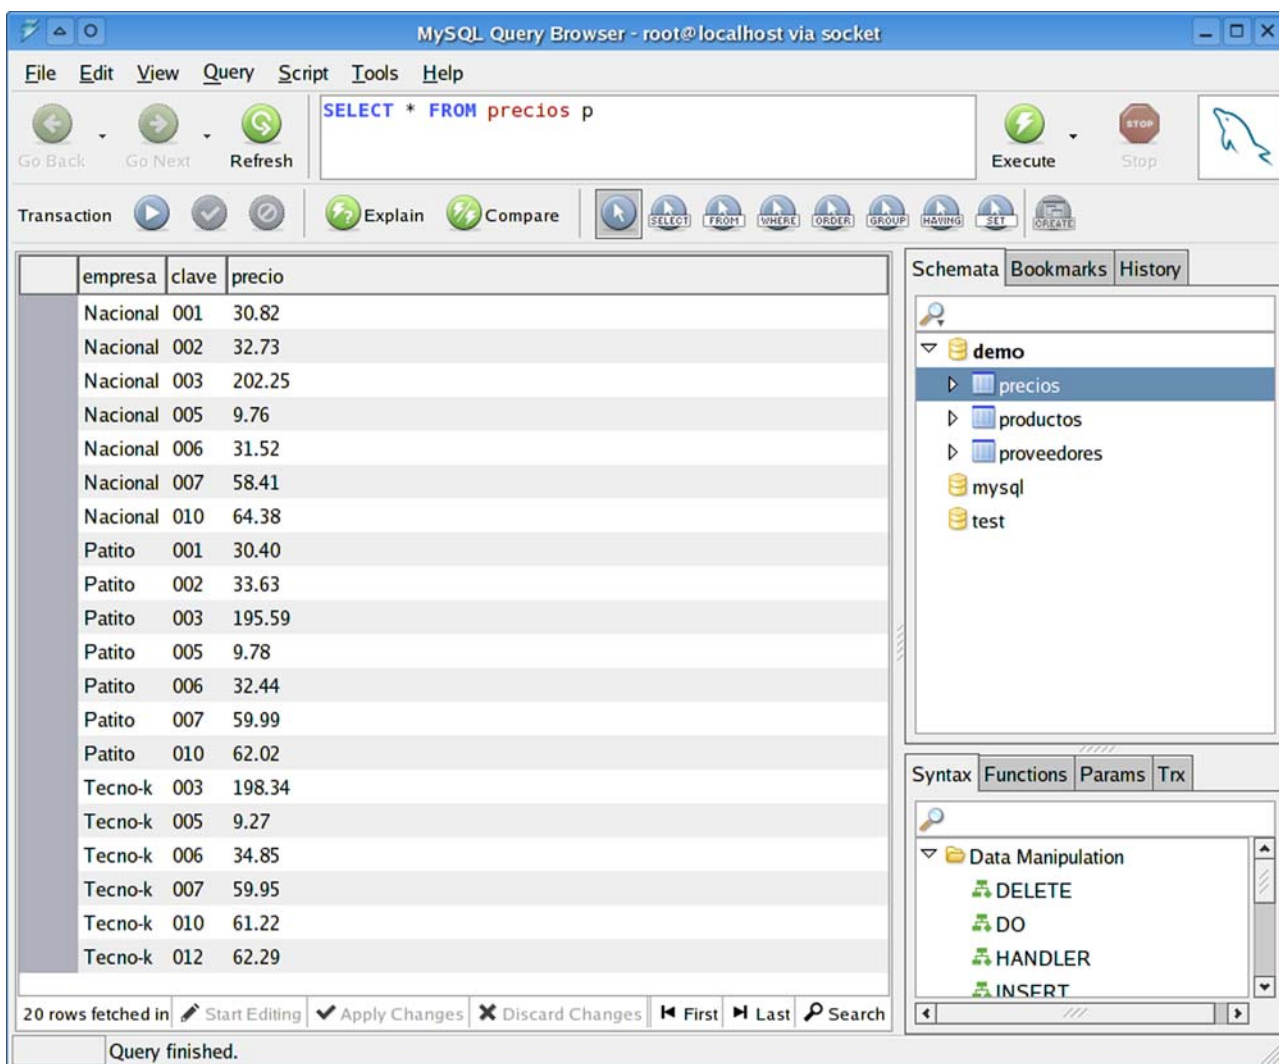 MySQL Query Browser - root@localhost via socket
File Edit View Query Script Tools Help
SELECT * FROM precios p
Go Back Go Next Refresh Execute STOP Stop
Transaction Explain Compare SELECT FROM WHERE ORDER GROUP HAVING SET CREATE
empresa clave precio
Nacional 001 30.82
Nacional 002 32.73
Nacional 003 202.25
Nacional 005 9.76
Nacional 006 31.52
Nacional 007 58.41
Nacional 010 64.38
Patito 001 30.40
Patito 002 33.63
Patito 003 195.59
Patito 005 9.78
Patito 006 32.44
Patito 007 59.99
Patito 010 62.02
Tecno-k 003 198.34
Tecno-k 005 9.27
Tecno-k 006 34.85
Tecno-k 007 59.95
Tecno-k 010 61.22
Tecno-k 012 62.29
20 rows fetched in Start Editing Apply Changes Discard Changes First Last Search
Query finished.
Schemata Bookmarks History
demo
precios
productos
proveedores
mysql
test
Syntax Functions Params Trx
Data Manipulation
DELETE
DO
HANDLER
INSERT